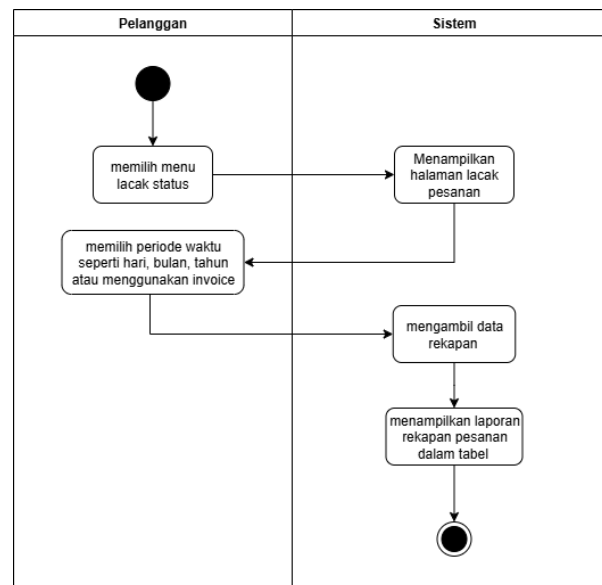 Pelanggan
Sistem
memilih menu
lacak status
Menampilkan
halaman lacak
pesanan
memilih periode waktu
seperti hari, bulan, tahun
atau menggunakan invoice
mengambil data
rekapan
menampilkan laporan
rekapan pesanan
dalam tabel